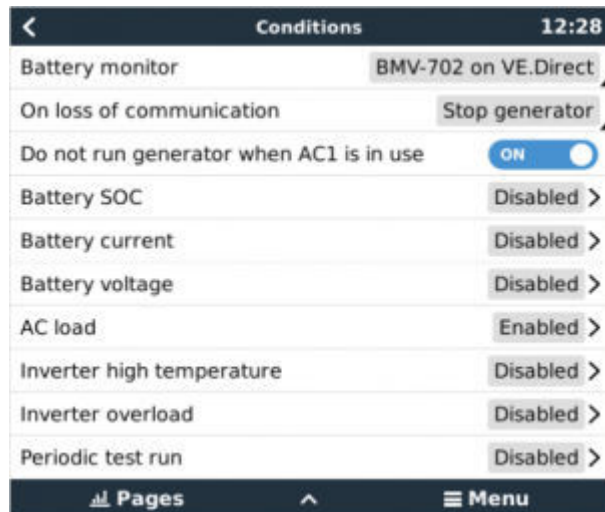 Conditions 12:28
Battery monitor BMV-702 on VE.Direct
On loss of communication Stop generator
Do not run generator when AC1 is in use ON
Battery SOC Disabled
Battery current Disabled
Battery voltage Disabled
AC load Enabled
Inverter high temperature Disabled
Inverter overload Disabled
Periodic test run Disabled
Pages Menu